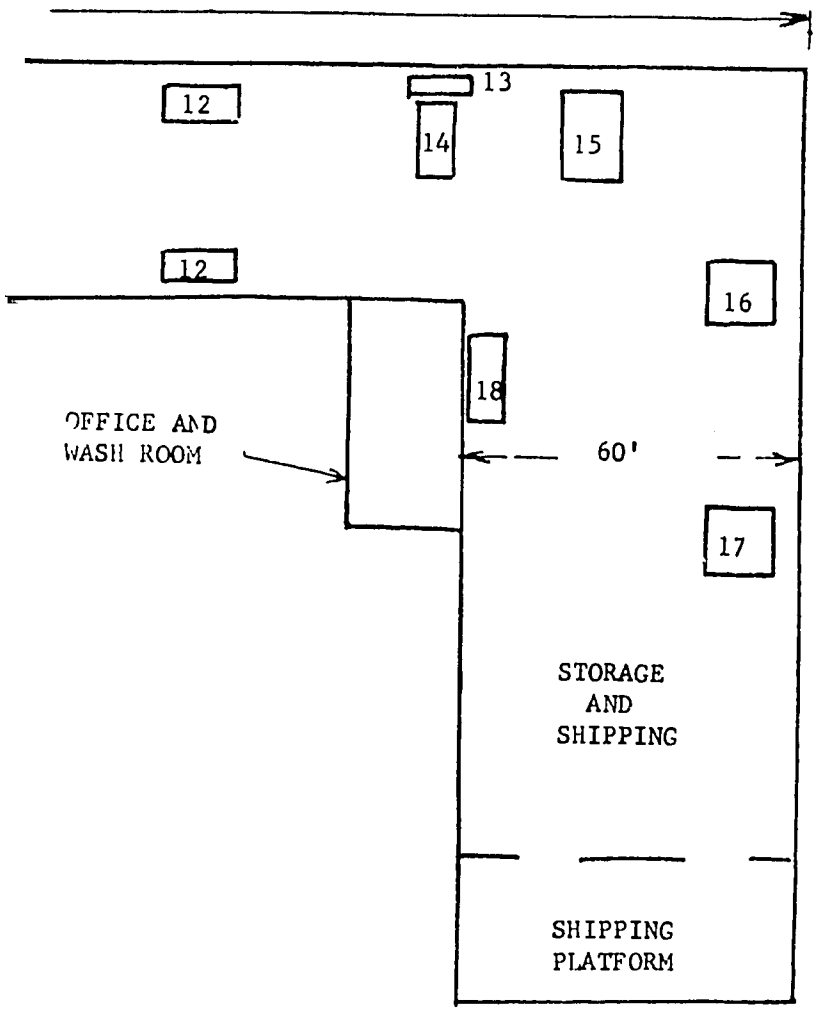 13
12
14
15
12
16
18
OFFICE AND
WASH ROOM
60'
17
STORAGE
AND
SHIPPING
SHIPPING
PLATFORM